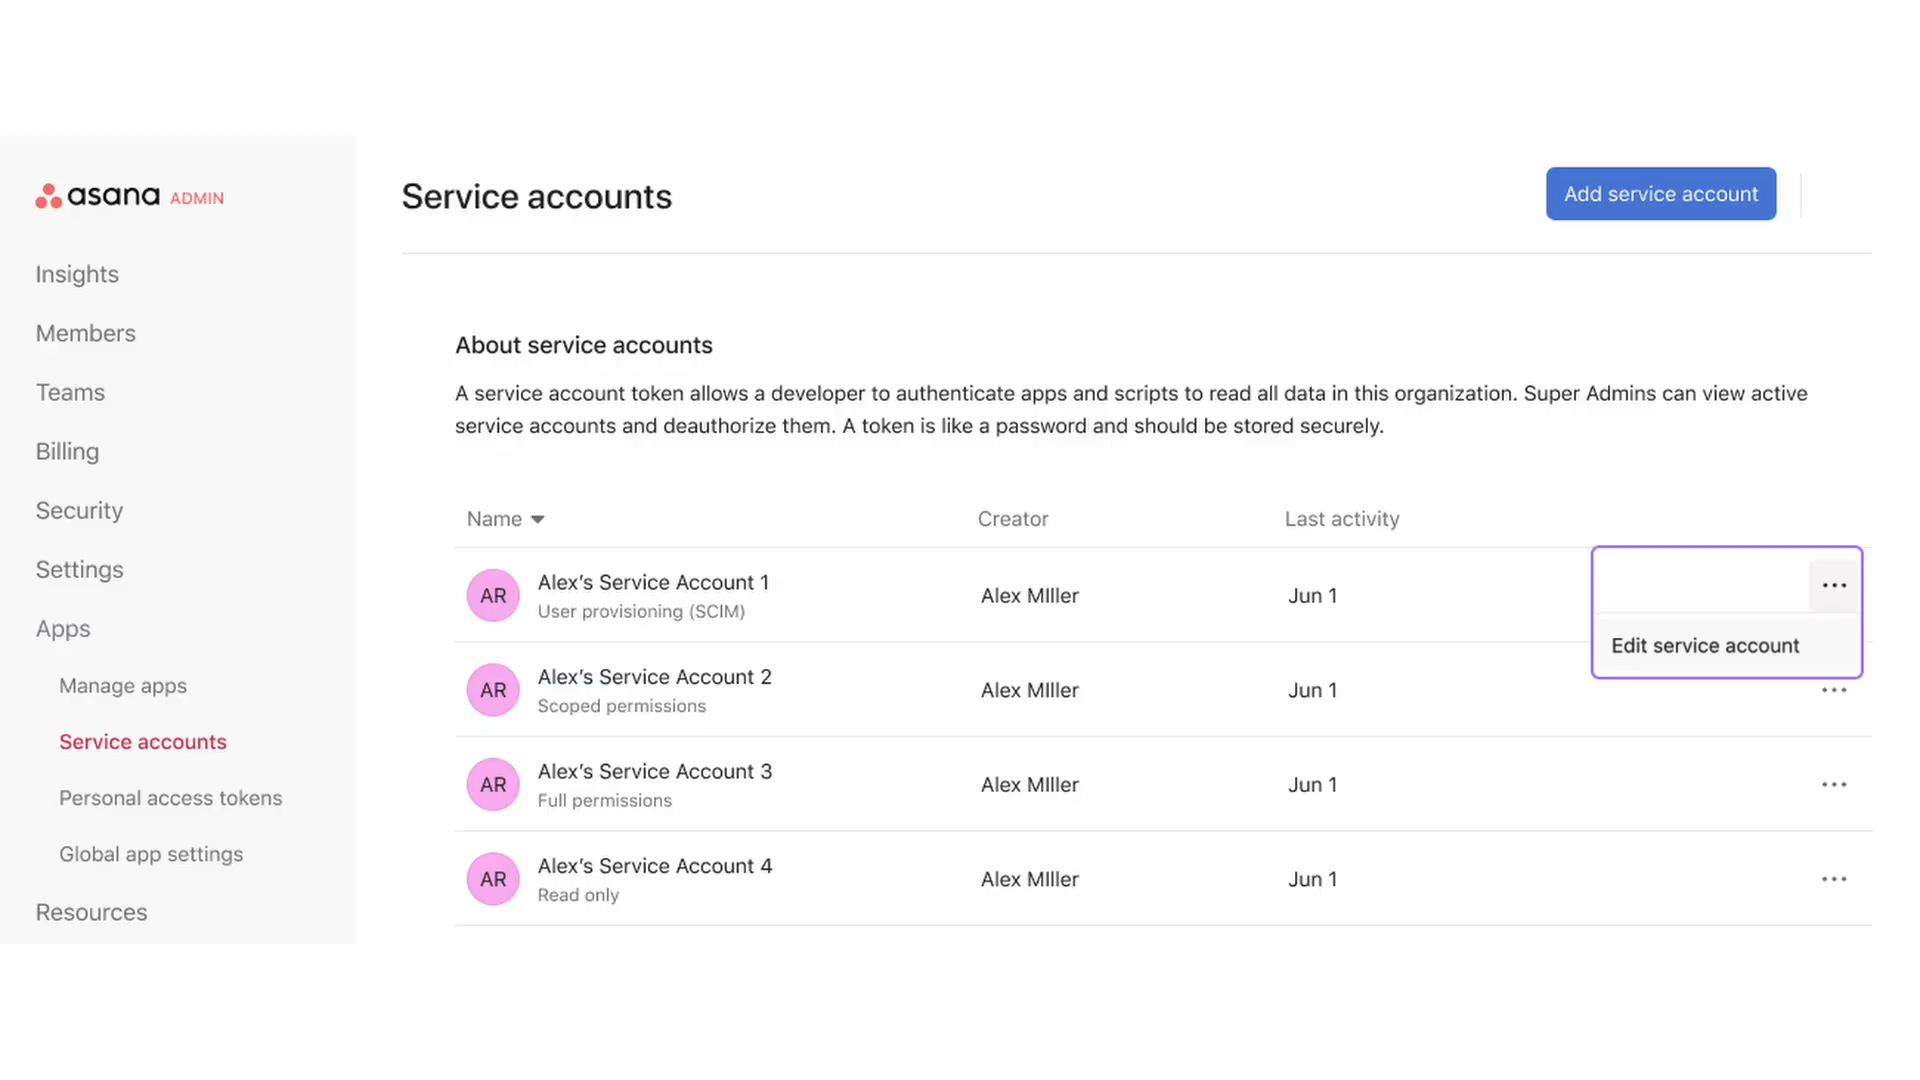 asana ADMIN
Insights
Members
Teams
Billing
Security
Settings
Apps
Manage apps
Service accounts
Personal access tokens
Global app settings
Resources
Service accounts
Add service account
About service accounts
A service account token allows a developer to authenticate apps and scripts to read all data in this organization. Super Admins can view active
service accounts and deauthorize them. A token is like a password and should be stored securely.
Name Creator Last activity
AR Alex’s Service Account 1 Alex MIller Jun 1
User provisioning (SCIM)
Edit service account
AR Alex’s Service Account 2 Alex MIller Jun 1
Scoped permissions
AR Alex’s Service Account 3 Alex MIller Jun 1
Full permissions
AR Alex’s Service Account 4 Alex MIller Jun 1
Read only